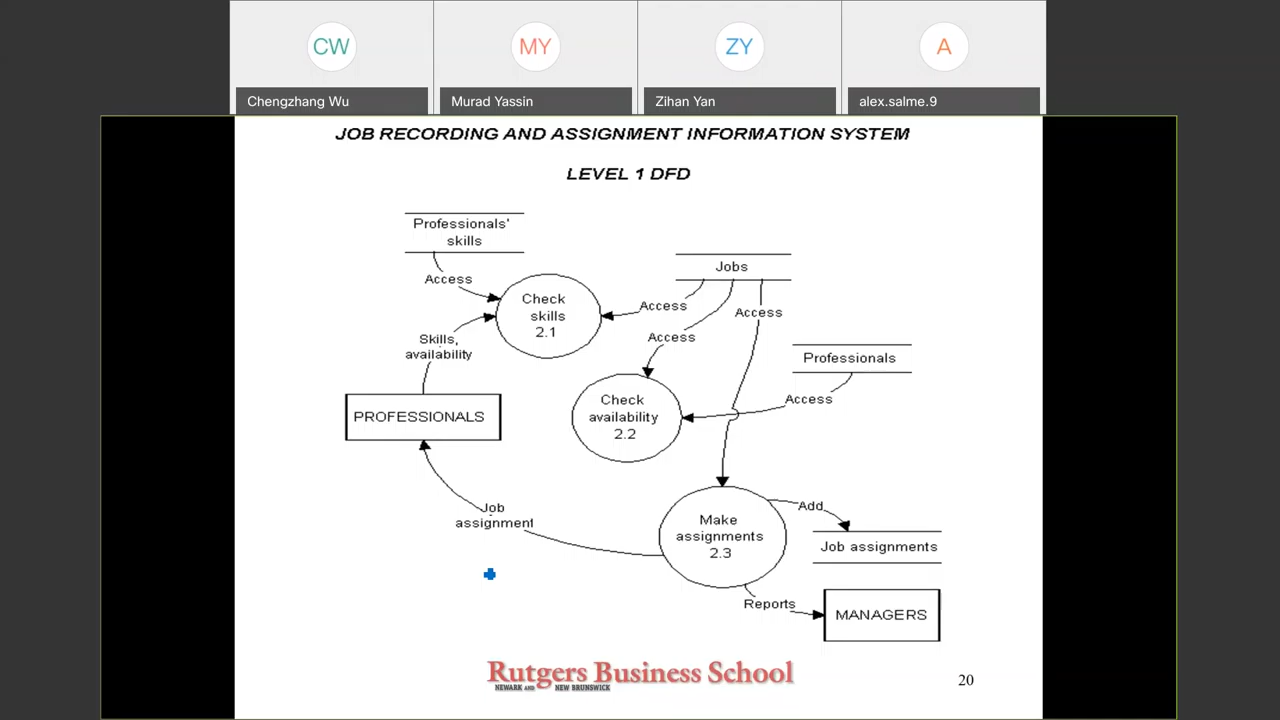 CW
MY
ZY
A
Chengzhang Wu
Murad Yassin
Zihan Yan
alex.salme.9
JOB RECORDING AND ASSIGNMENT INFORMATION SYSTEM
LEVEL 1 DFD
Professionals'
skills
Jobs
Access
Check
skills
2.1
Access
Access
Access
Skills,
availability
Professionals
Access
Check
availability
2.2
PROFESSIONALS
Job
assignment
Make
assignments
2.3
Add
Job assignments
Reports
MANAGERS
Rutgers Business School
NEWARK AND NEW BRUNSWICK
20